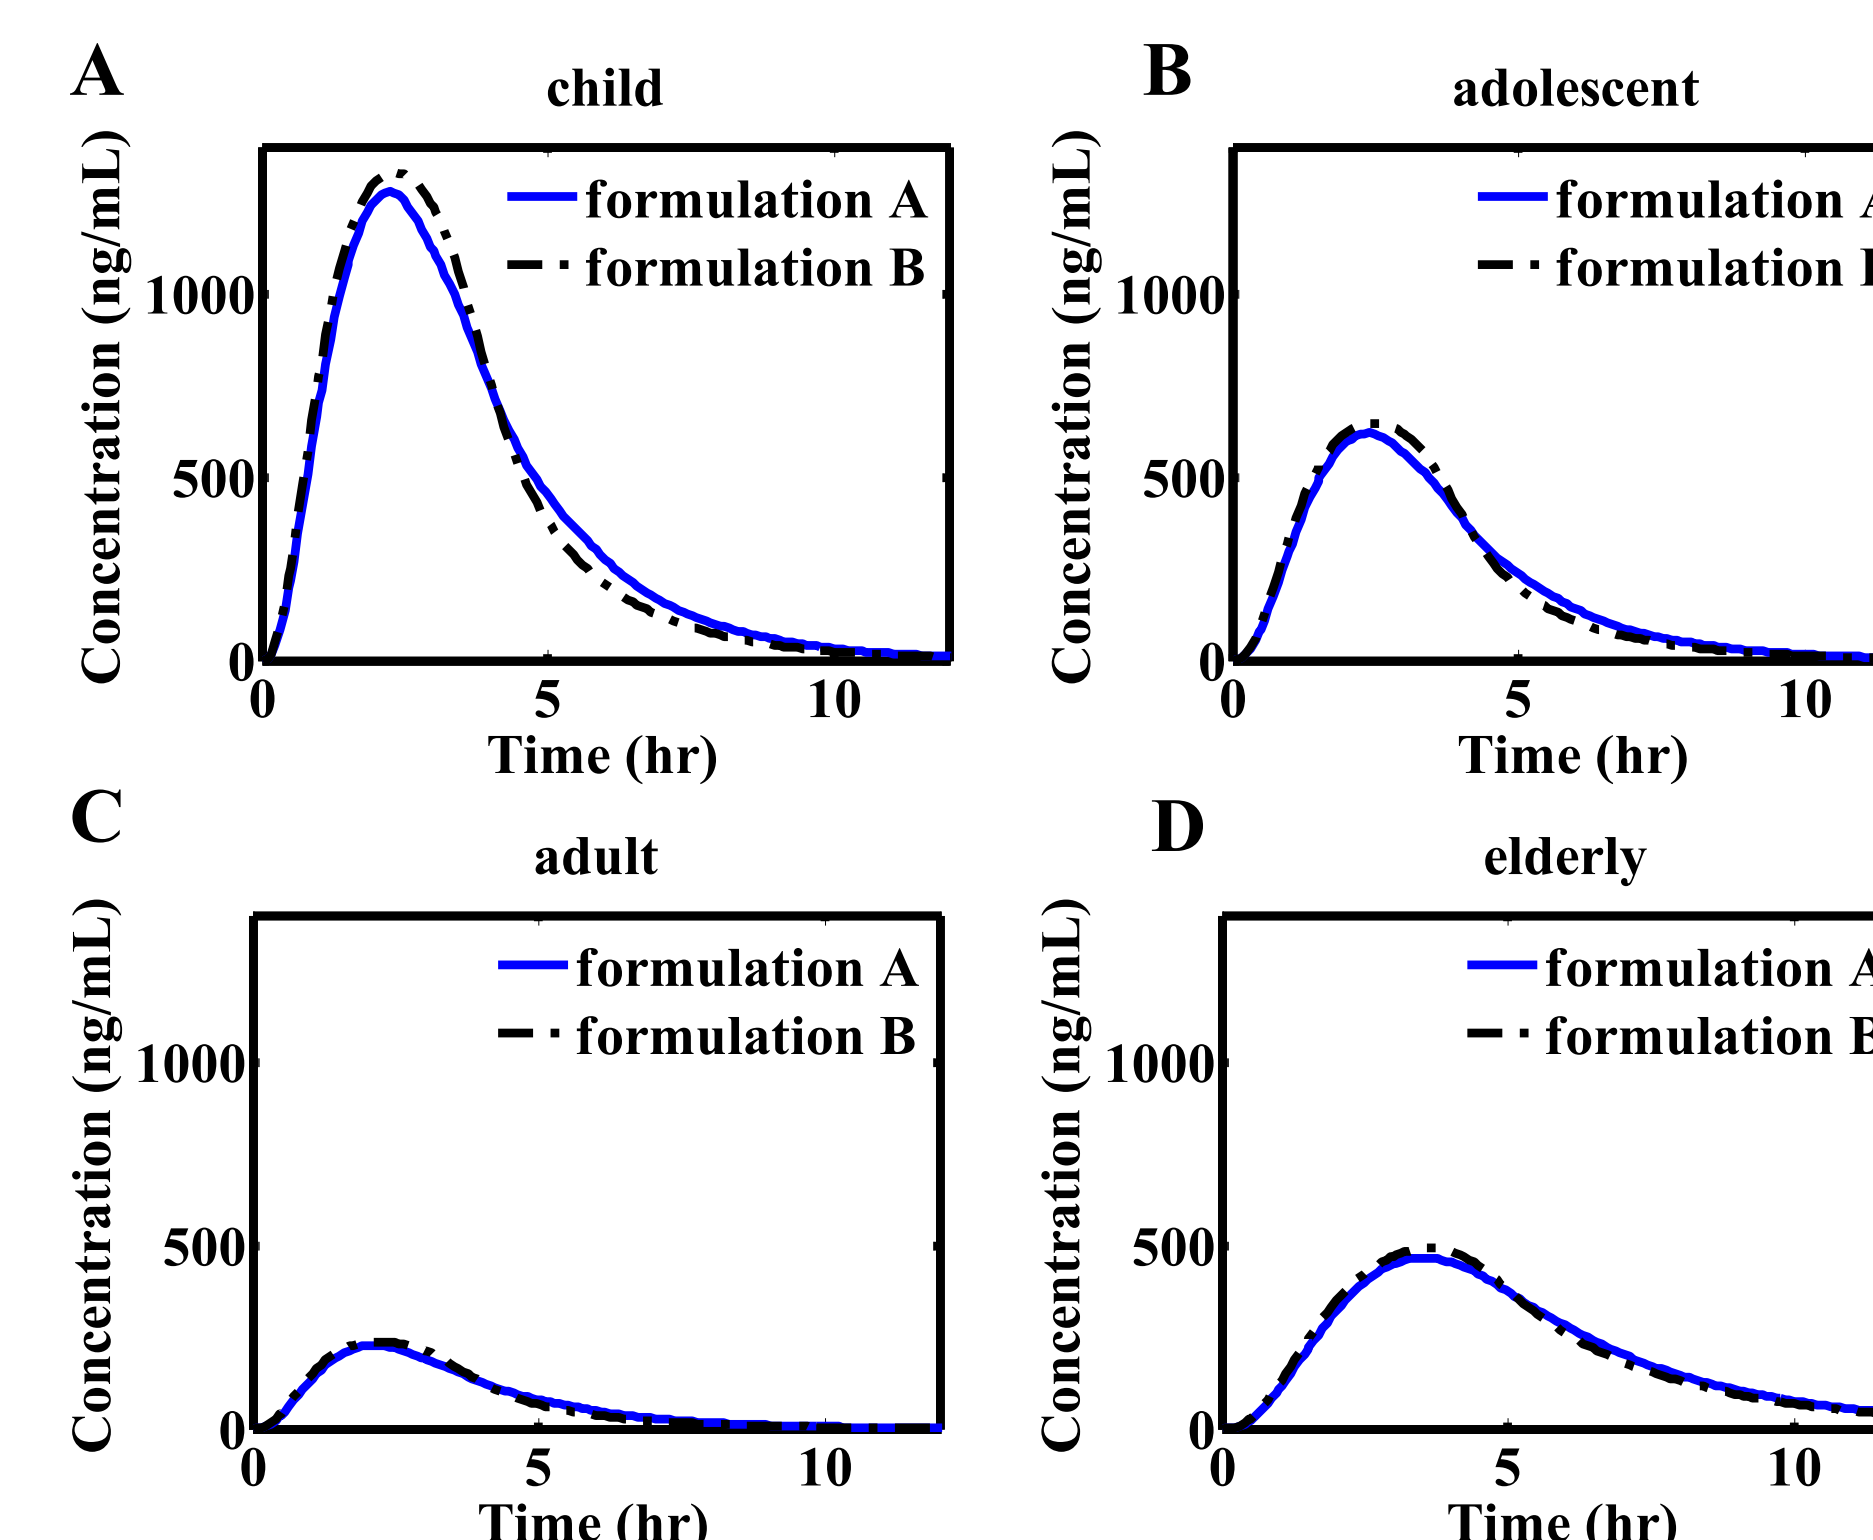 A
child
Concentration (ng/mL)
formulation A
formulation B
1000
500
0
0 5 10
Time (hr)
B
adolescent
Concentration (ng/mL)
formulation
formulation
1000
500
0
0 5 10
Time (hr)
C
adult
Concentration (ng/mL)
formulation A
formulation B
1000
500
0
0 5 10
Time (hr)
D
elderly
Concentration (ng/mL)
formulation A
formulation B
1000
500
0
0 5 10
Time (hr)